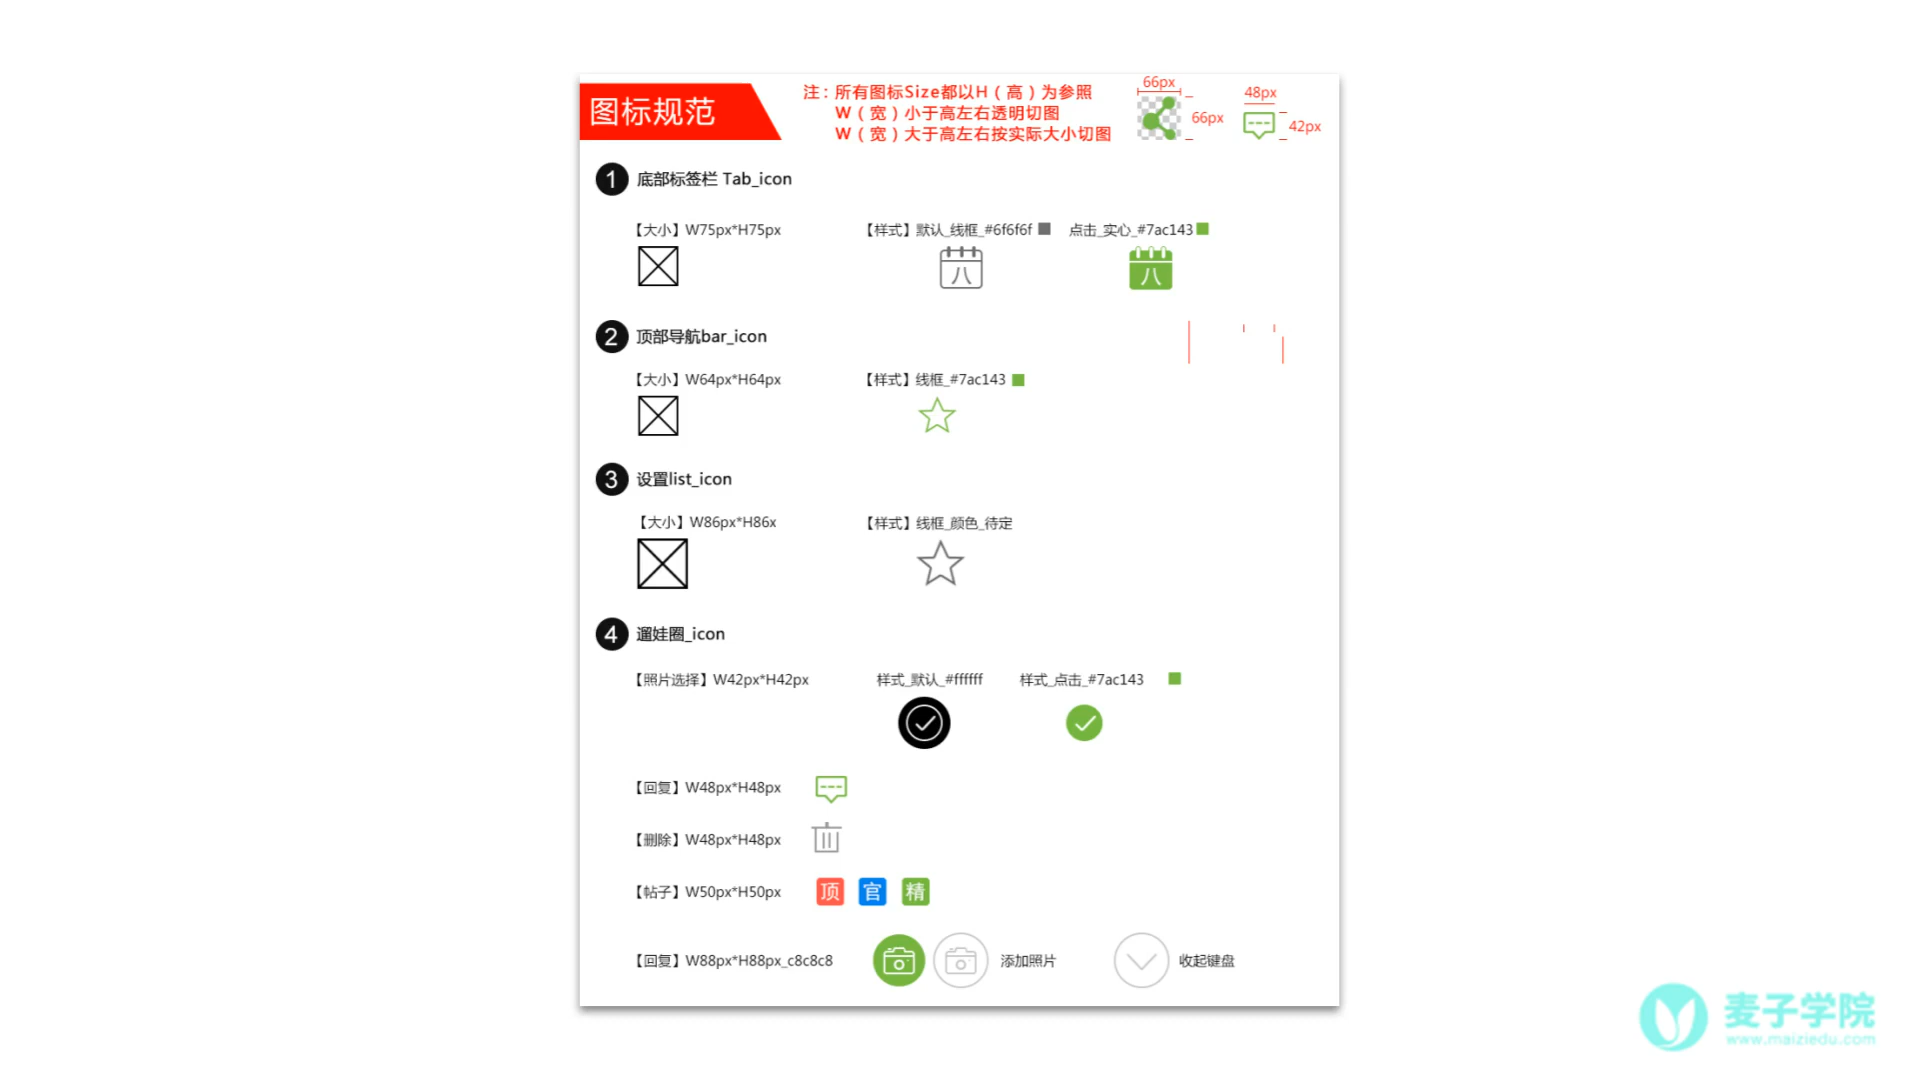 图标规范
注：所有图标Size都以H（高）为参照
W（宽）小于高左右透明切图
W（宽）大于高左右按实际大小切图
66px
66px
48px
42px
1 底部标签栏 Tab_icon
【大小】W75px*H75px
【样式】默认_线框_#6f6f6f 点击_实心_#7ac143
八
八
2 顶部导航bar_icon
【大小】W64px*H64px
【样式】线框_#7ac143
3 设置list_icon
【大小】W86px*H86x
【样式】线框_颜色_待定
4 遛娃圈_icon
【照片选择】W42px*H42px
样式_默认_#ffffff
样式_点击_#7ac143
【回复】W48px*H48px
【删除】W48px*H48px
【帖子】W50px*H50px
顶 官 精
【回复】W88px*H88px_c8c8c8
添加照片
收起键盘
麦子学院
www.maiziedu.com